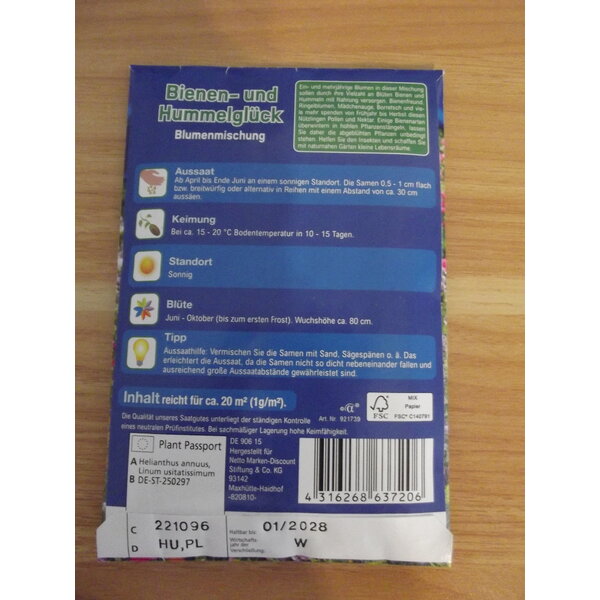 Bienen- und
Hummelglück
Blumenmischung
Ein- und mehrjährige Blumen in dieser Mischung
sollen durch ihre Vielzahl an Blüten Bienen und
Hummeln mit Nahrung versorgen. Bienenfreund,
Ringelblumen, Mädchenauge, Borretsch und vie-
le mehr spenden von Frühjahr bis Herbst diesen
Nützlingen Pollen und Nektar. Einige Bienenarten
überwintern in hohlen Pflanzenstängeln, lassen
Sie daher die abgeblühten Pflanzen unbedingt
stehen. Helfen Sie den Insekten und schaffen Sie
mit naturnahen Gärten kleine Lebensräume.
Aussaat
Ab April bis Ende Juni an einem sonnigen Standort. Die Samen 0,5 - 1 cm flach
bzw. breitwürfig oder alternativ in Reihen mit einem Abstand von ca. 30 cm
aussäen.
Keimung
Bei ca. 15 - 20 °C Bodentemperatur in 10 - 15 Tagen.
Standort
Sonnig
Blüte
Juni - Oktober (bis zum ersten Frost). Wuchshöhe ca. 80 cm.
Tipp
Aussaathilfe: Vermischen Sie die Samen mit Sand, Sägespänen o. ä. Das
erleichtert die Aussaat, da die Samen nicht so dicht nebeneinander fallen und
ausreichend große Aussaatabstände gewährleistet sind.
Inhalt reicht für ca. 20 m² (1g/m²).
Die Qualität unseres Saatgutes unterliegt der ständigen Kontrolle
eines neutralen Prüfinstitutes. Bei sachmäßiger Lagerung hohe Keimfähigkeit.
Art. Nr. 921739
FSC
MIX
Papier
FSC® C140791
Plant Passport
A Helianthus annuus,
Linum usitatissimum
B DE-ST-250297
DE 906 15
Hergestellt für
Netto Marken-Discount
Stiftung & Co. KG
93142
Maxhütte-Haidhof
-820810-
4 316268 637206
C 221096
D HU,PL
Haltbar bis: 01/2028
Wirtschafts-
jahr der
Verschließung: W